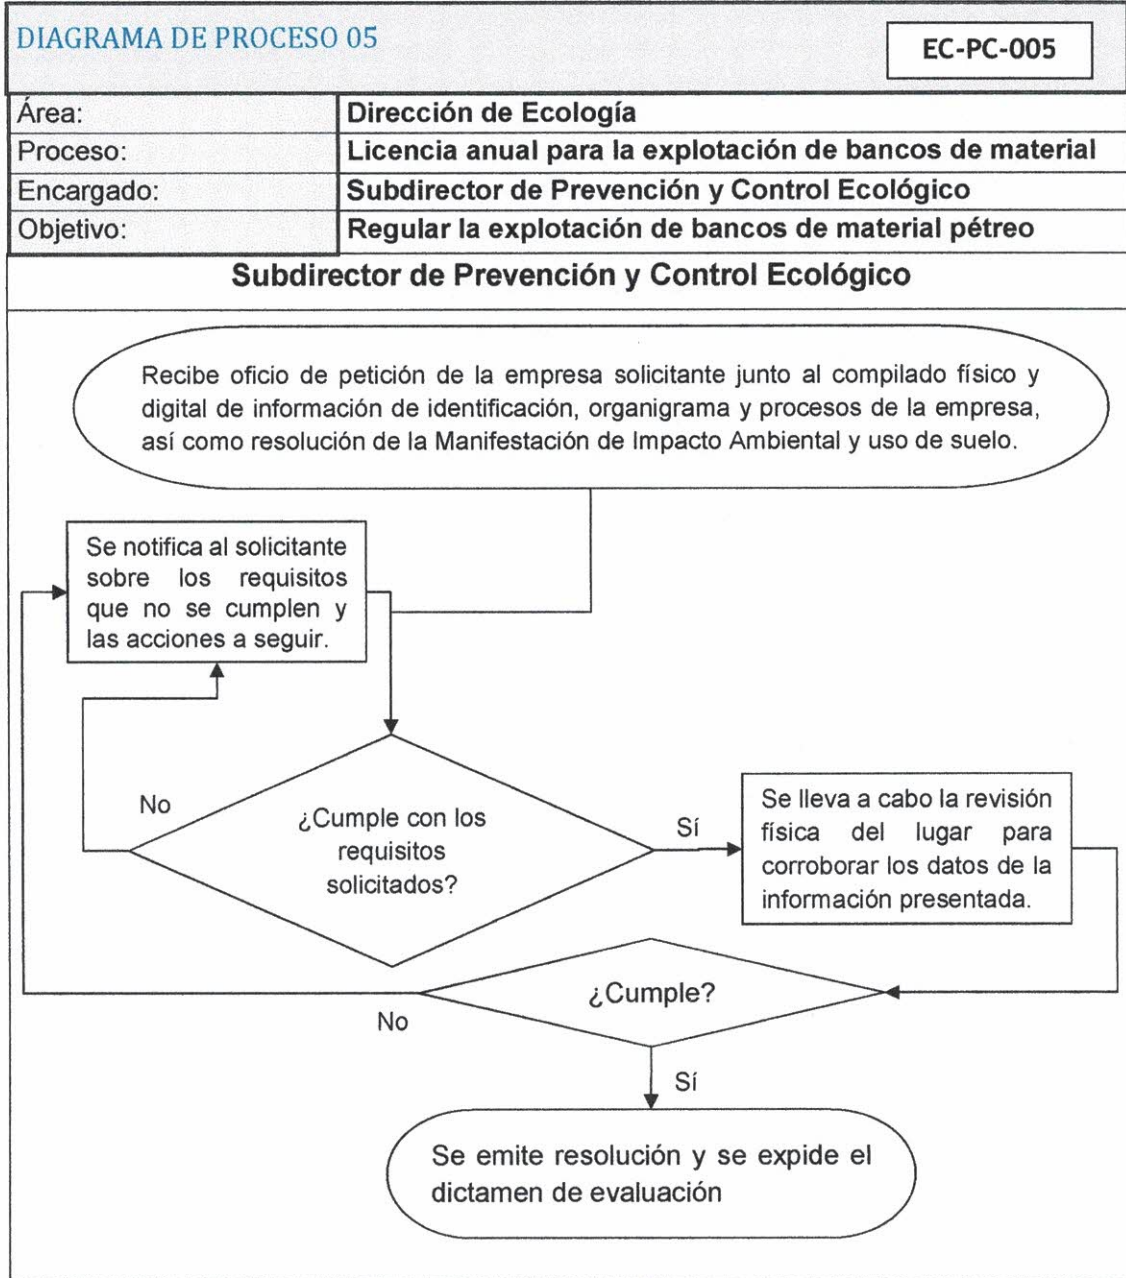 DIAGRAMA DE PROCESO 05
EC-PC-005
Área: Dirección de Ecología
Proceso: Licencia anual para la explotación de bancos de material
Encargado: Subdirector de Prevención y Control Ecológico
Objetivo: Regular la explotación de bancos de material pétreo
Subdirector de Prevención y Control Ecológico
Recibe oficio de petición de la empresa solicitante junto al compilado físico y
digital de información de identificación, organigrama y procesos de la empresa,
así como resolución de la Manifestación de Impacto Ambiental y uso de suelo.
Se notifica al solicitante
sobre los requisitos
que no se cumplen y
las acciones a seguir.
No
¿Cumple con los
requisitos
solicitados?
Sí
Se lleva a cabo la revisión
física del lugar para
corroborar los datos de la
información presentada.
¿Cumple?
No
Sí
Se emite resolución y se expide el
dictamen de evaluación